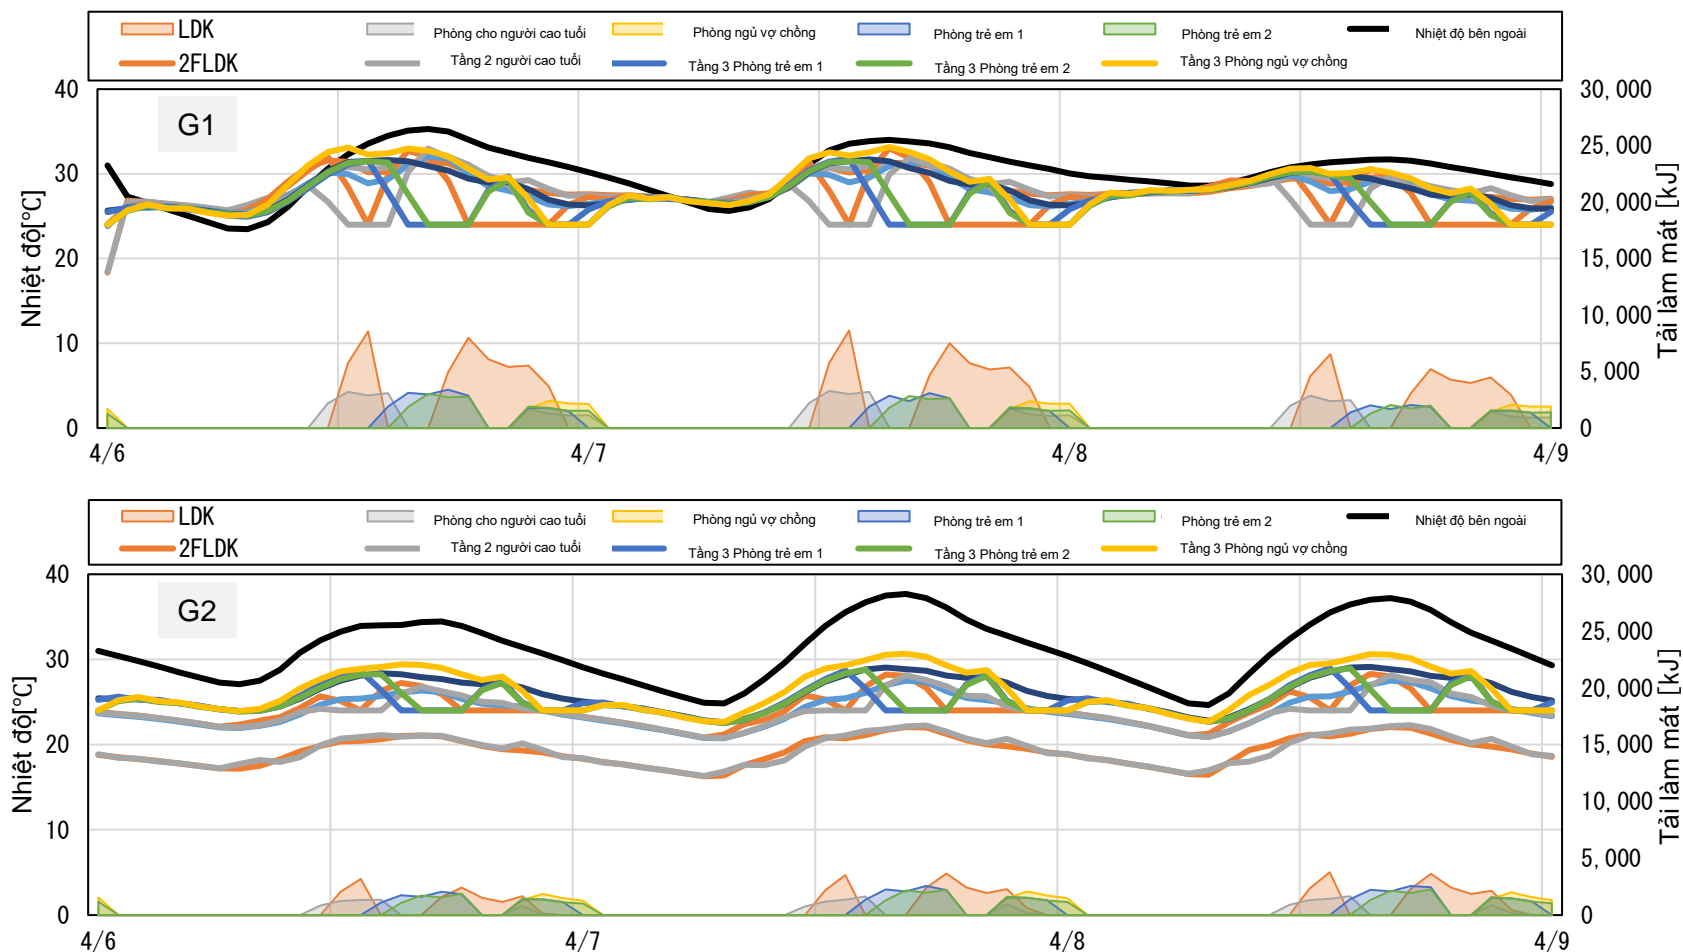 LDK Phòng cho người cao tuổi Phòng ngủ vợ chồng Phòng trẻ em 1 Phòng trẻ em 2 Nhiệt độ bên ngoài
2FLDK Tầng 2 người cao tuổi Tầng 3 Phòng trẻ em 1 Tầng 3 Phòng trẻ em 2 Tầng 3 Phòng ngủ vợ chồng
G1
Nhiệt độ[℃]
40
30
20
10
0
Tải làm mát [kJ]
30,000
25,000
20,000
15,000
10,000
5,000
0
4/6 4/7 4/8 4/9
LDK Phòng cho người cao tuổi Phòng ngủ vợ chồng Phòng trẻ em 1 Phòng trẻ em 2 Nhiệt độ bên ngoài
2FLDK Tầng 2 người cao tuổi Tầng 3 Phòng trẻ em 1 Tầng 3 Phòng trẻ em 2 Tầng 3 Phòng ngủ vợ chồng
G2
Nhiệt độ[℃]
40
30
20
10
0
Tải làm mát [kJ]
30,000
25,000
20,000
15,000
10,000
5,000
0
4/6 4/7 4/8 4/9